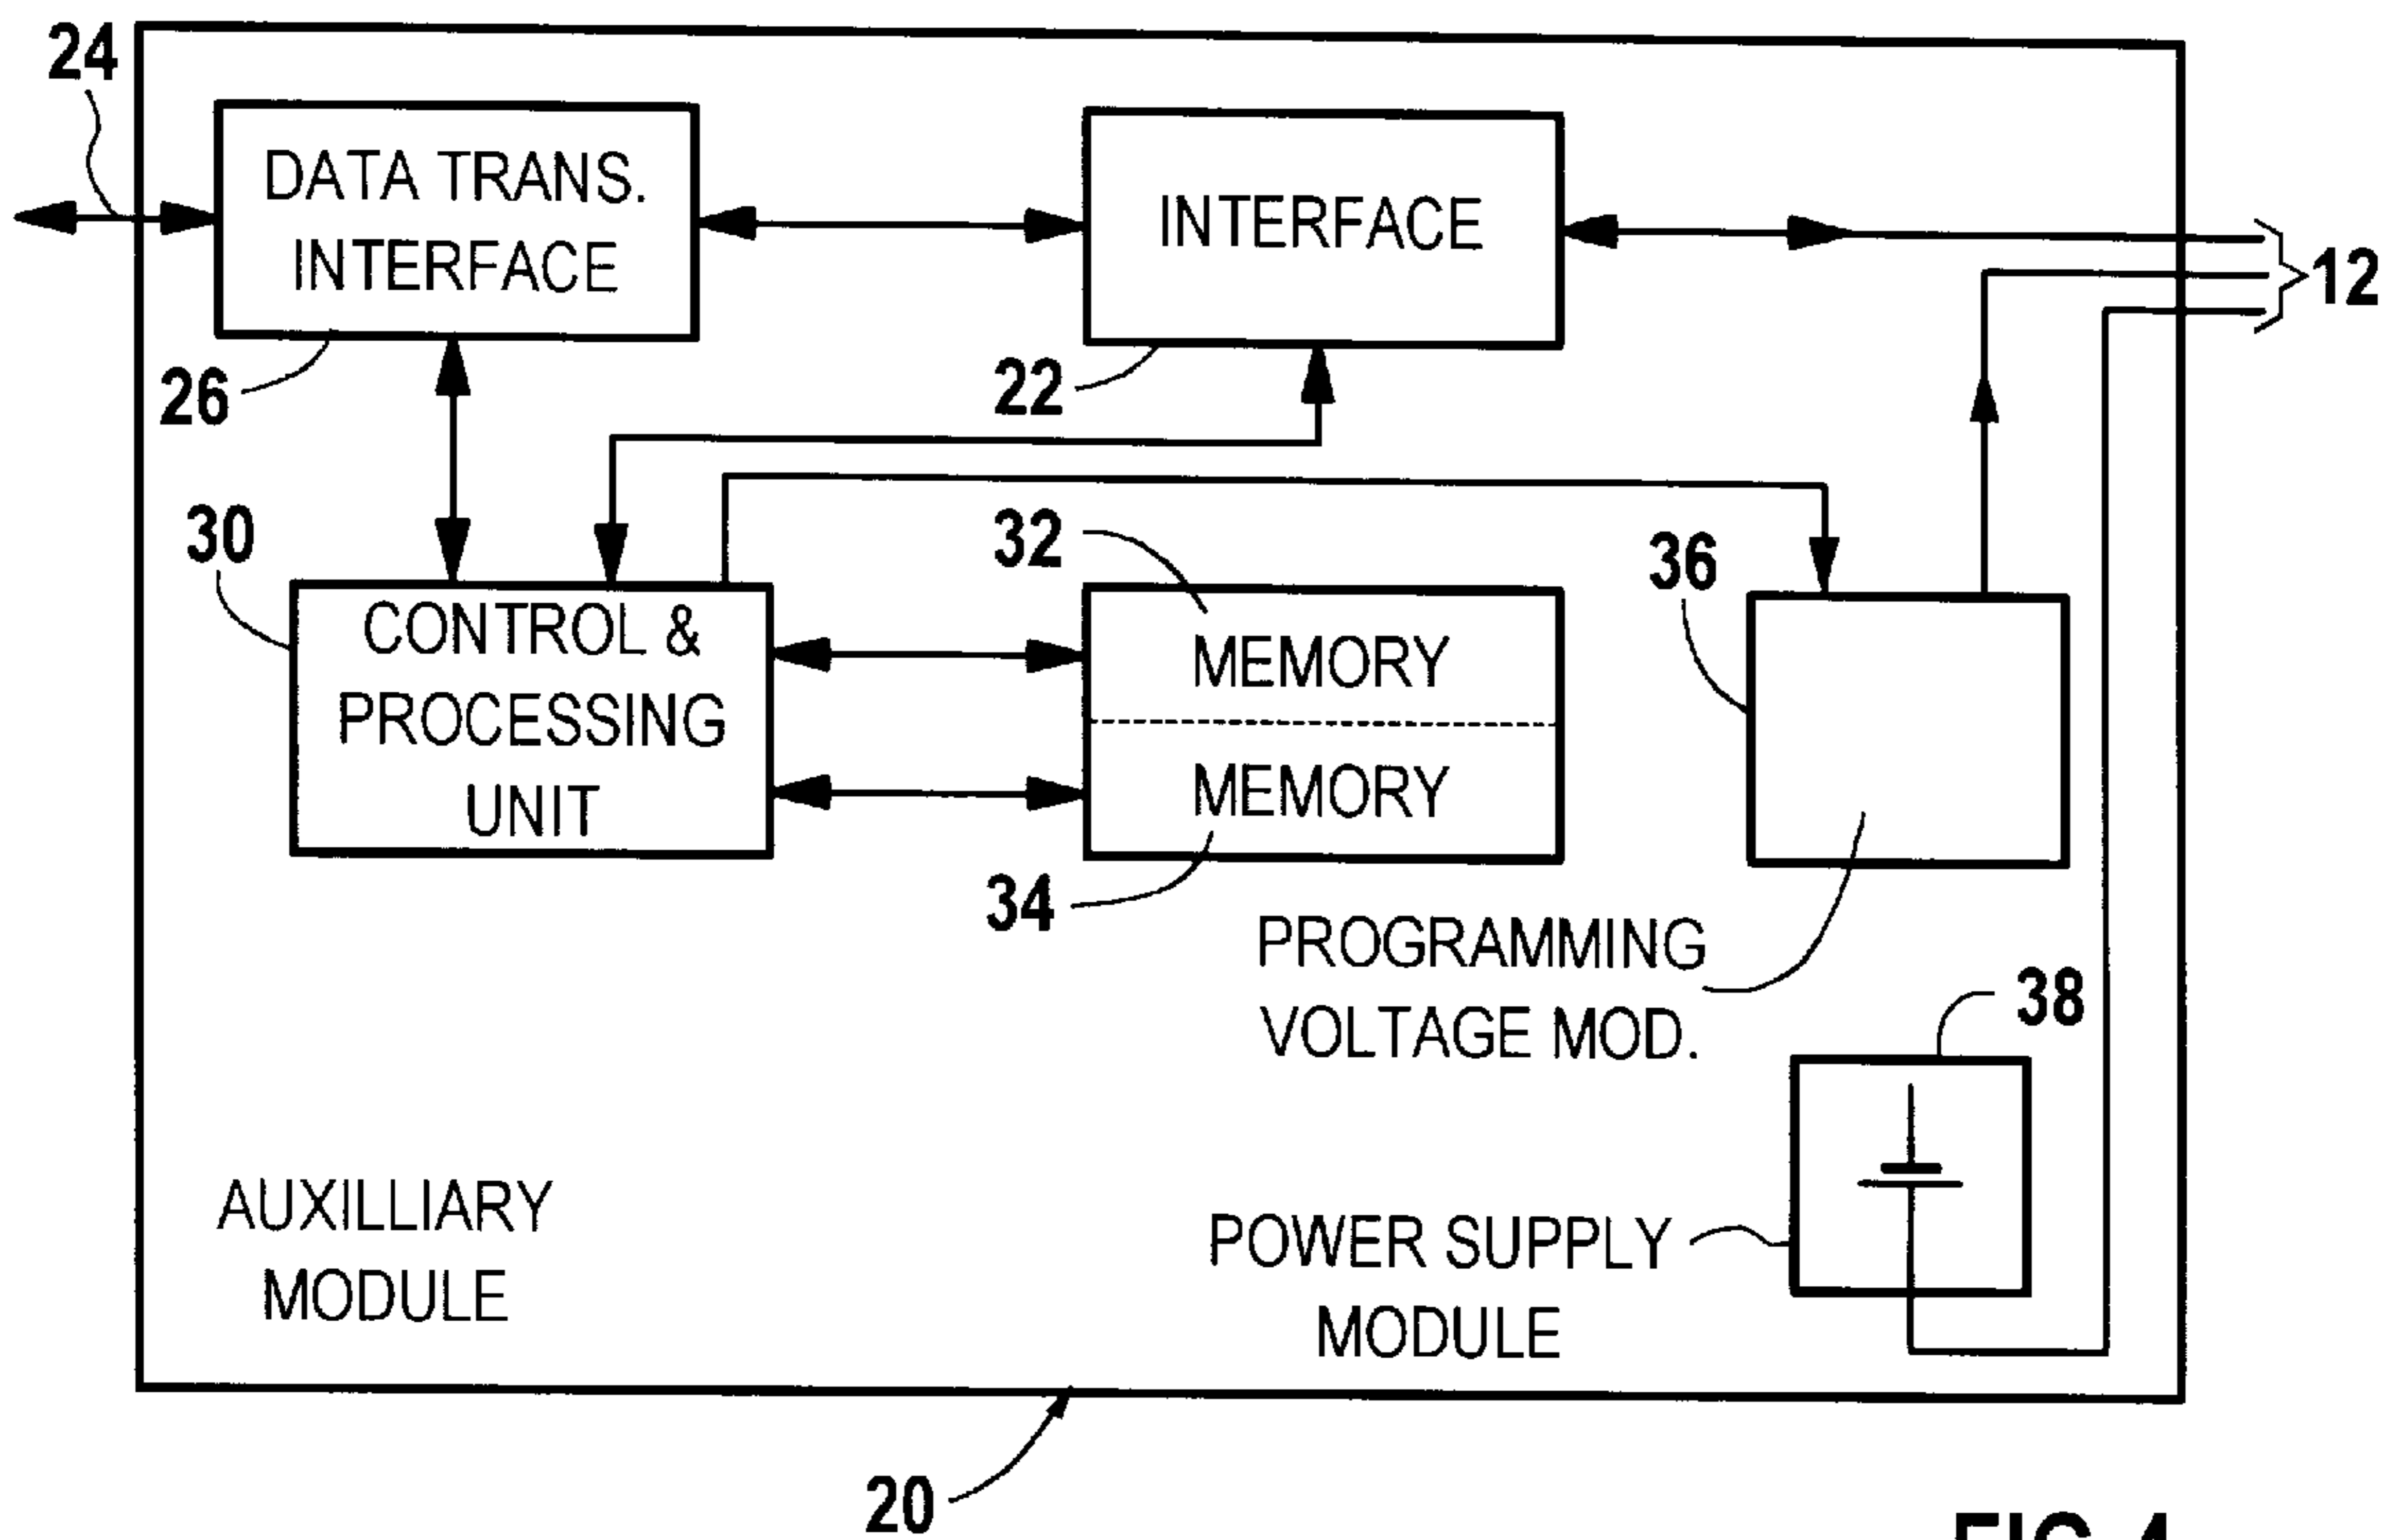 24
DATA TRANS.
INTERFACE
INTERFACE
12
26
22
30
32
36
CONTROL &
PROCESSING
UNIT
MEMORY
MEMORY
34
PROGRAMMING
VOLTAGE MOD.
38
AUXILLIARY
MODULE
POWER SUPPLY
MODULE
20